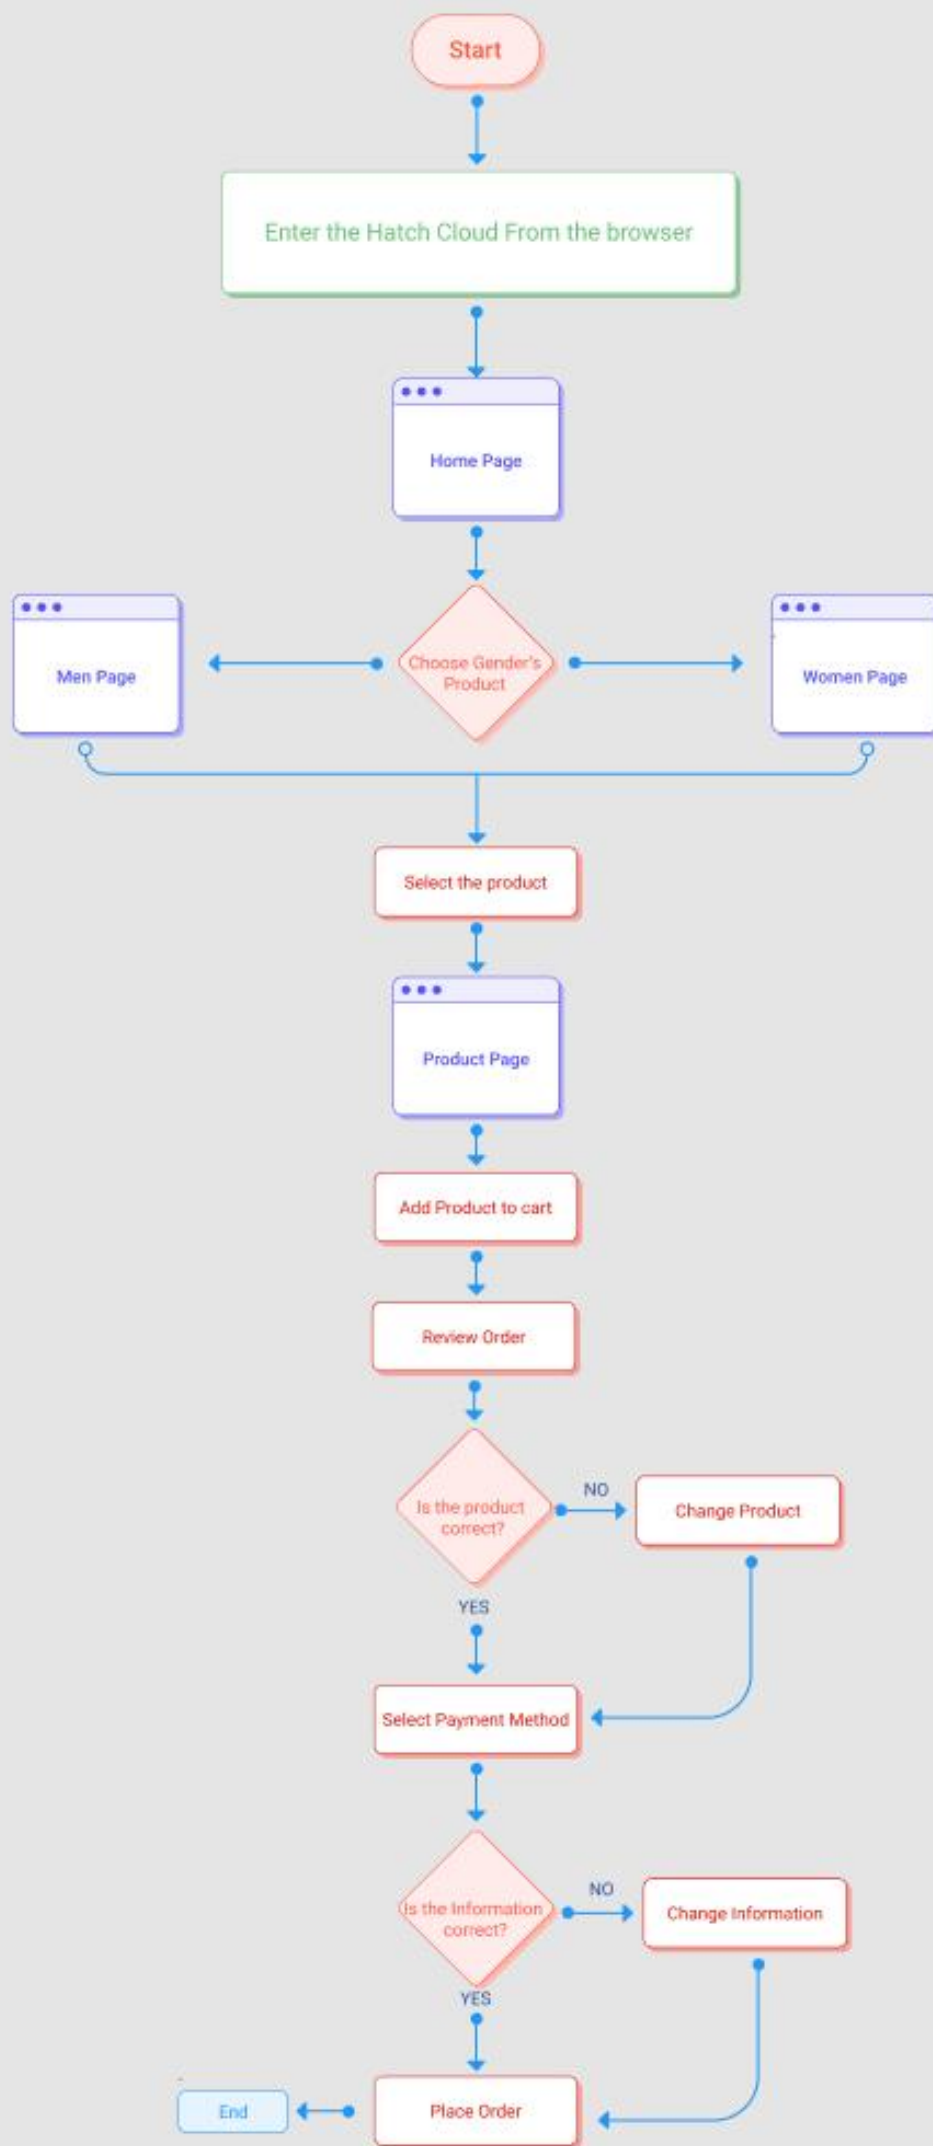 Start
Enter the Hatch Cloud From the browser
Home Page
Men Page
Choose Gender's
Product
Women Page
Select the product
Product Page
Add Product to cart
Review Order
Is the product
correct?
NO
Change Product
YES
Select Payment Method
Is the Information
correct?
NO
Change Information
YES
Place Order
End